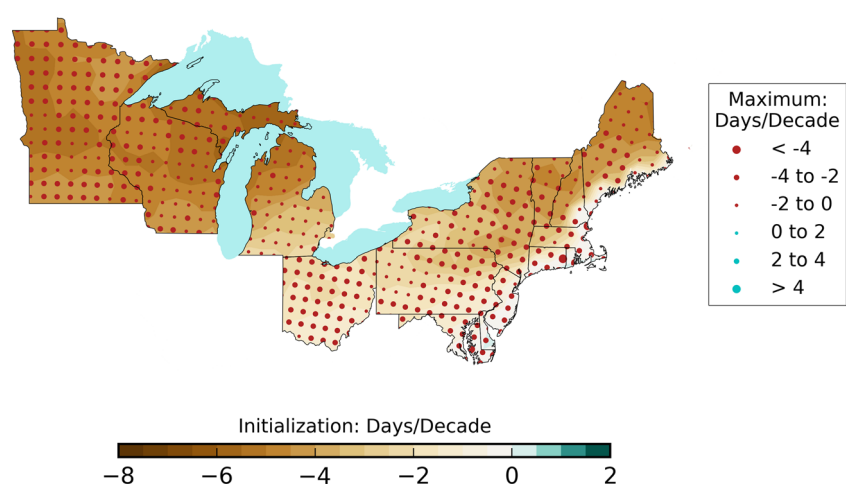 Maximum:
Days/Decade
< -4
-4 to -2
-2 to 0
0 to 2
2 to 4
> 4
Initialization: Days/Decade
−8 −6 −4 −2 0 2